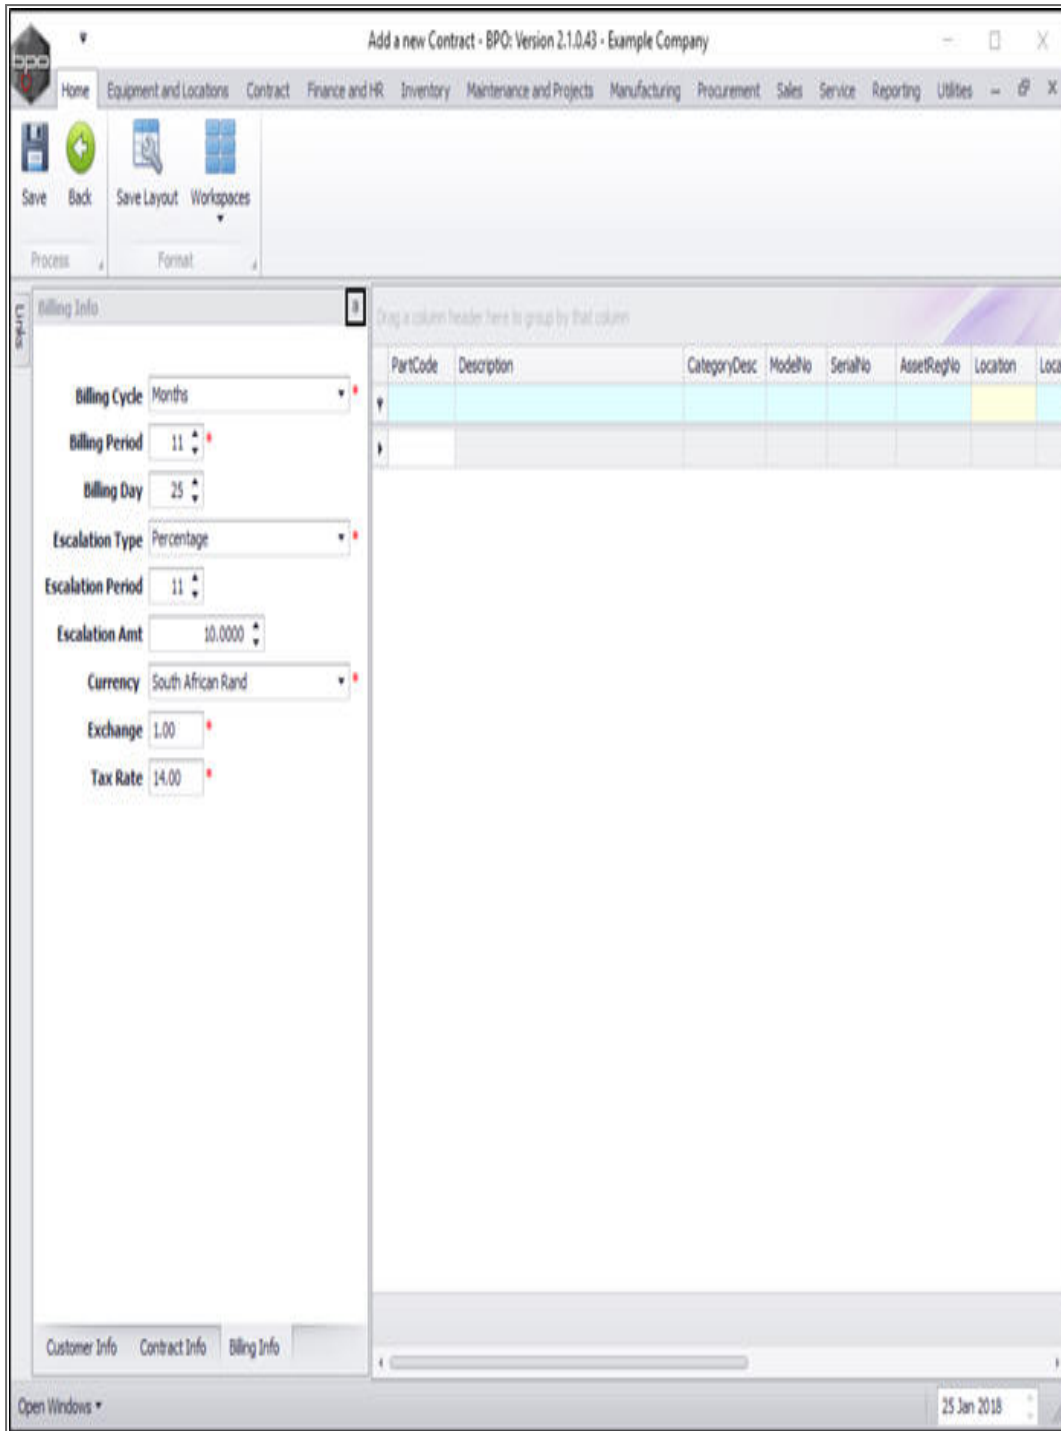 Add a new Contract - BPO: Version 2.1.0.43 - Example Company
bpo
Home Equipment and Locations Contract Finance and HR Inventory Maintenance and Projects Manufacturing Procurement Sales Service Reporting Utilities
Save Back Save Layout Workspaces
Process Format
Links
Billing Info
Drag a column header here to group by that column
PartCode Description CategoryDesc ModelNo SerialNo AssetRegNo Location Loca
Billing Cycle Months *
Billing Period 11 *
Billing Day 25
Escalation Type Percentage *
Escalation Period 11
Escalation Amt 10.0000
Currency South African Rand *
Exchange 1.00 *
Tax Rate 14.00 *
Customer Info Contract Info Billing Info
Open Windows 25 Jan 2018